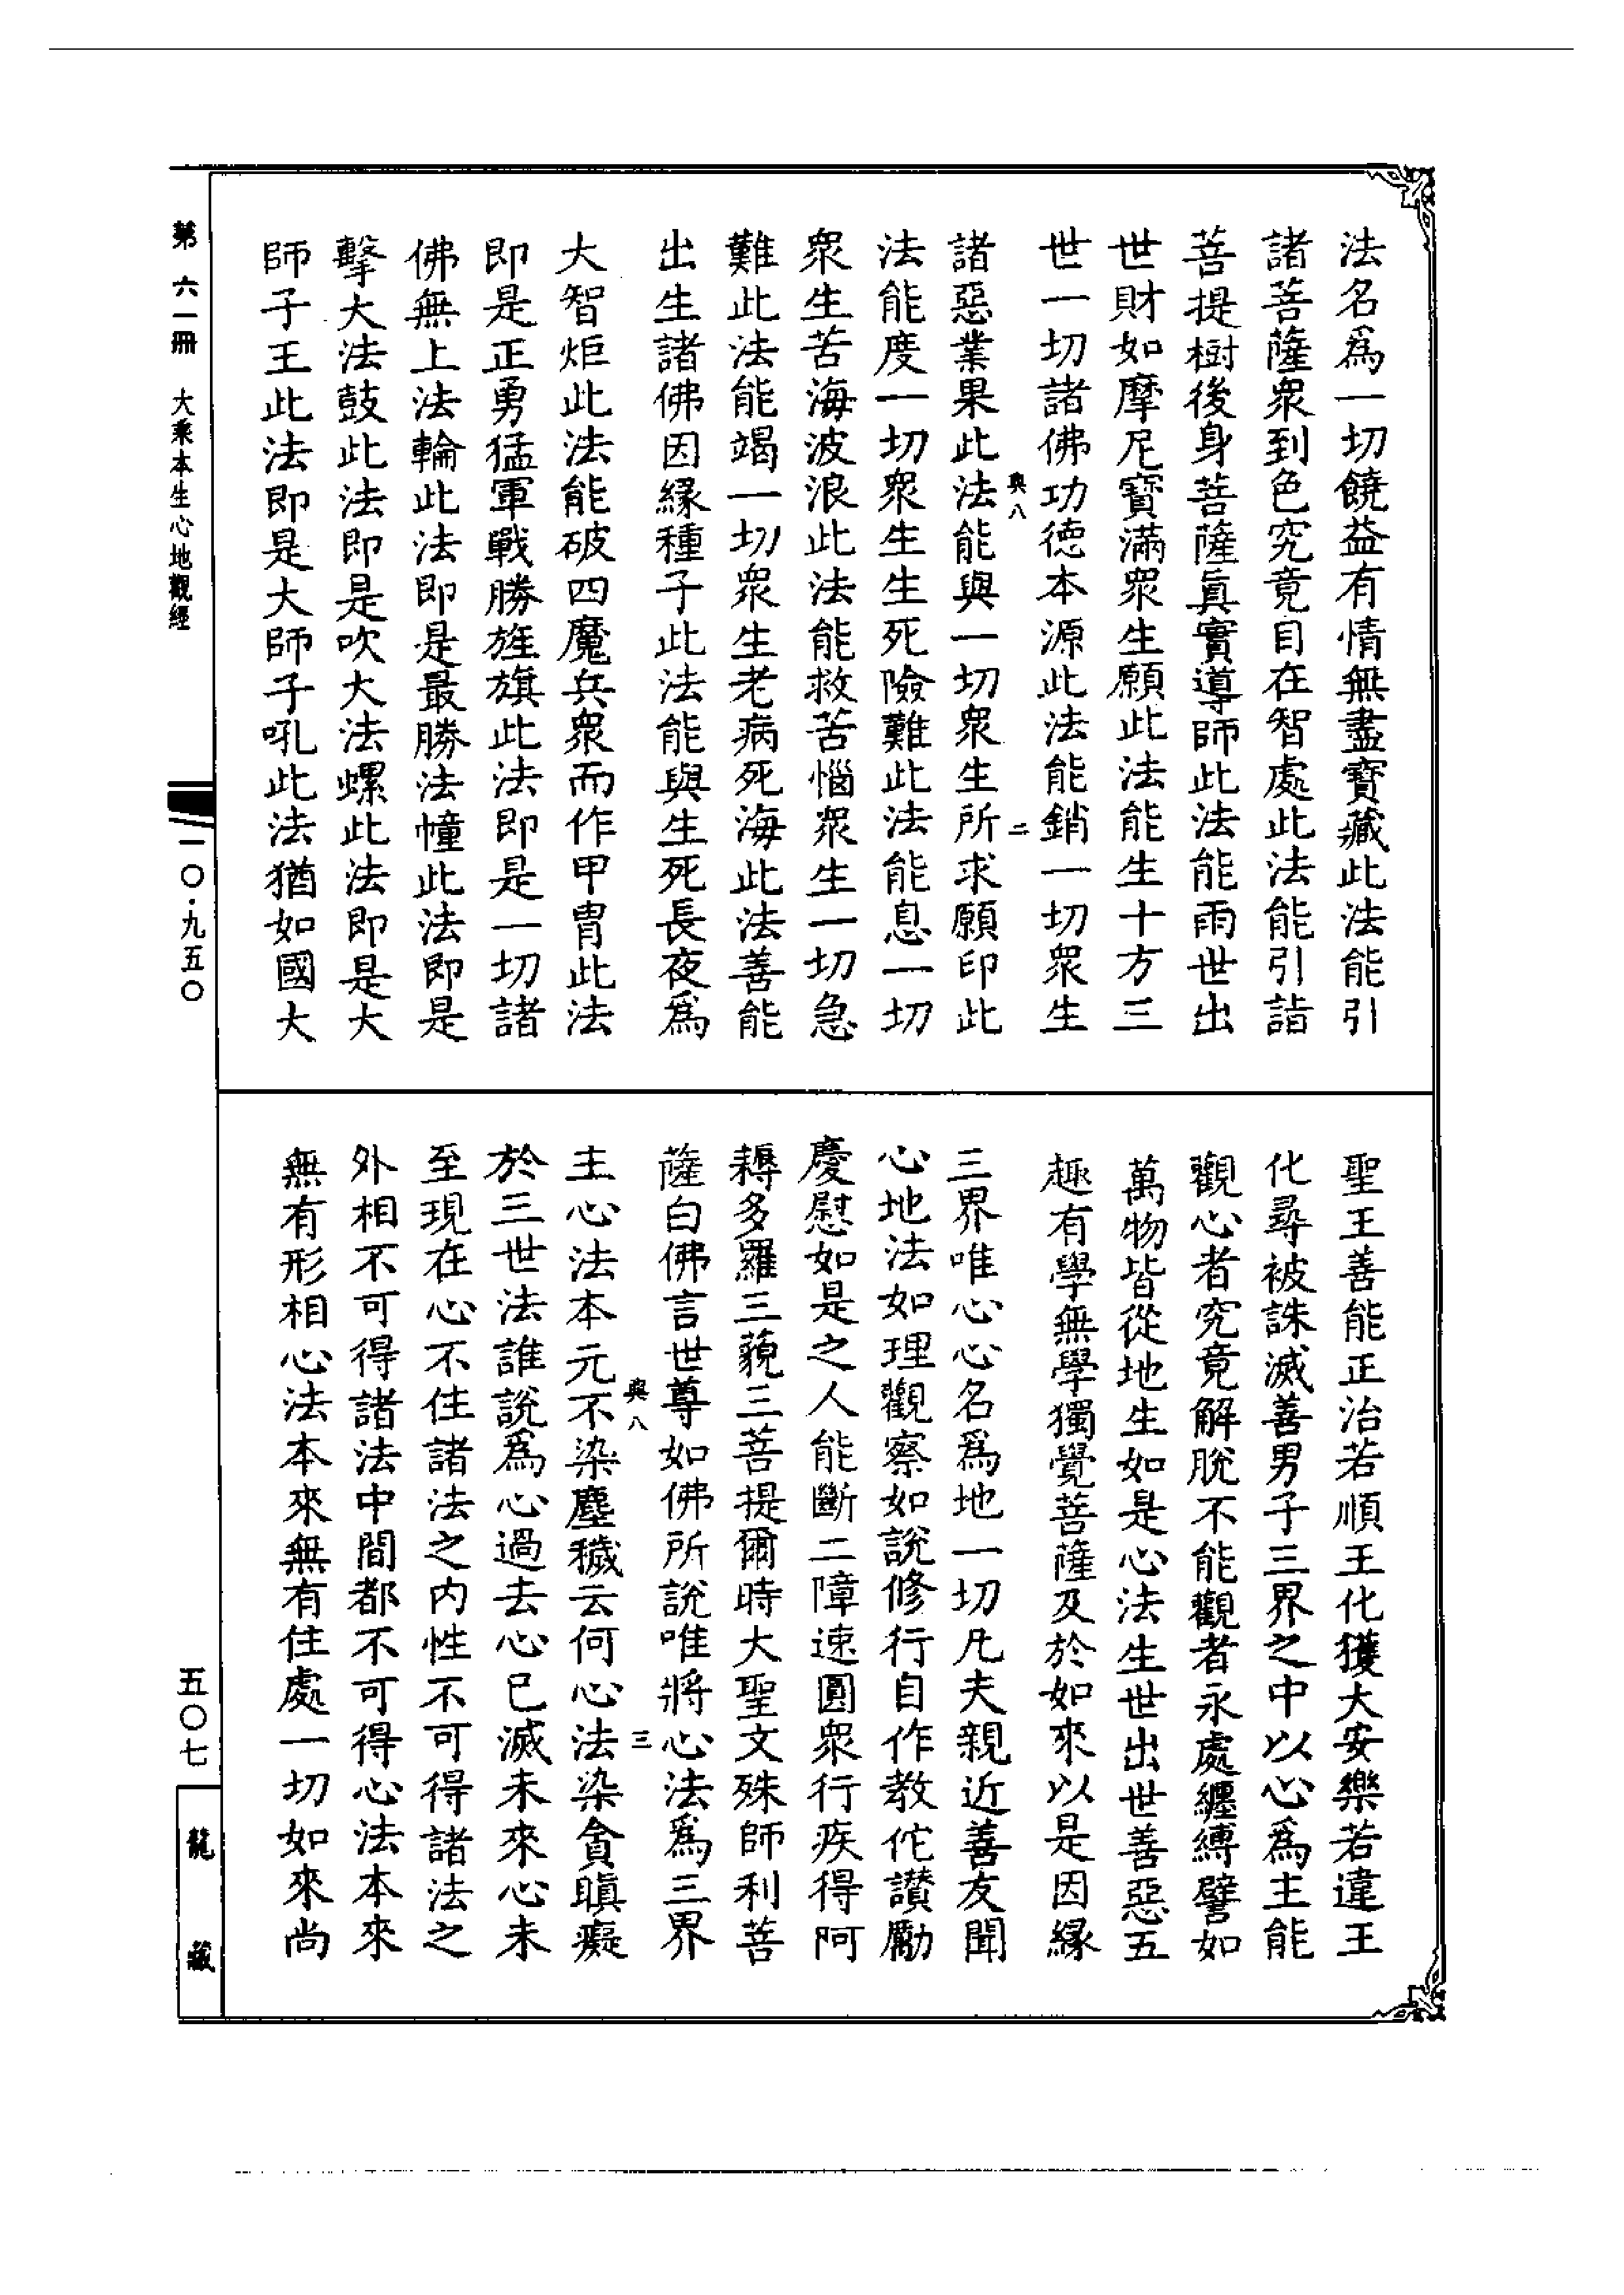 法名爲一切饒益有情無盡寶藏此法能引
諸菩薩衆到色究竟自在智處此法能引詣
菩提樹後身菩薩眞實導師此法能雨世出
世財如摩尼寶滿衆生願此法能生十方三
世一切諸佛功德本源此法能銷一切衆生
輿八
二
諸惡業果此法能與一切衆生所求願印此
法能度一切衆生生死險難此法能息一切
衆生苦海波浪此法能救苦惱衆生一切急
難此法能竭一切衆生老病死海此法善能
出生諸佛因緣種子此法能與生死長夜爲
大智炬此法能破四魔兵衆而作甲冑此法
即是正勇猛軍戰勝旌旗此法即是一切諸
佛無上法輪此法即是最勝法幢此法即是
擊大法鼓此法即是吹大法螺此法即是大
師子王此法即是大師子吼此法猶如國大
聖王善能正治若順王化獲大安樂若違王
化尋被誅滅善男子三界之中以心爲主能
觀心者究竟解脫不能觀者永處纏縛譬如
萬物皆從地生如是心法生世出世善惡五
趣有學無學獨覺菩薩及於如來以是因緣
三界唯心心名爲地一切凡夫親近善友聞
心地法如理觀察如說修行自作教佗讚勵
慶慰如是之人能斷二障速圓衆行疾得阿
耨多羅三藐三菩提爾時大聖文殊師利菩
薩白佛言世尊如佛所說唯將心法爲三界
輿八
三
主心法本元不染塵穢云何心法染貪瞋癡
於三世法誰說爲心過去心已滅未來心未
至現在心不住諸法之內性不可得諸法之
外相不可得諸法中間都不可得心法本來
無有形相心法本來無有住處一切如來尚
第六一冊　大乘本生心地觀經
一〇·九五〇
五〇七
龍藏